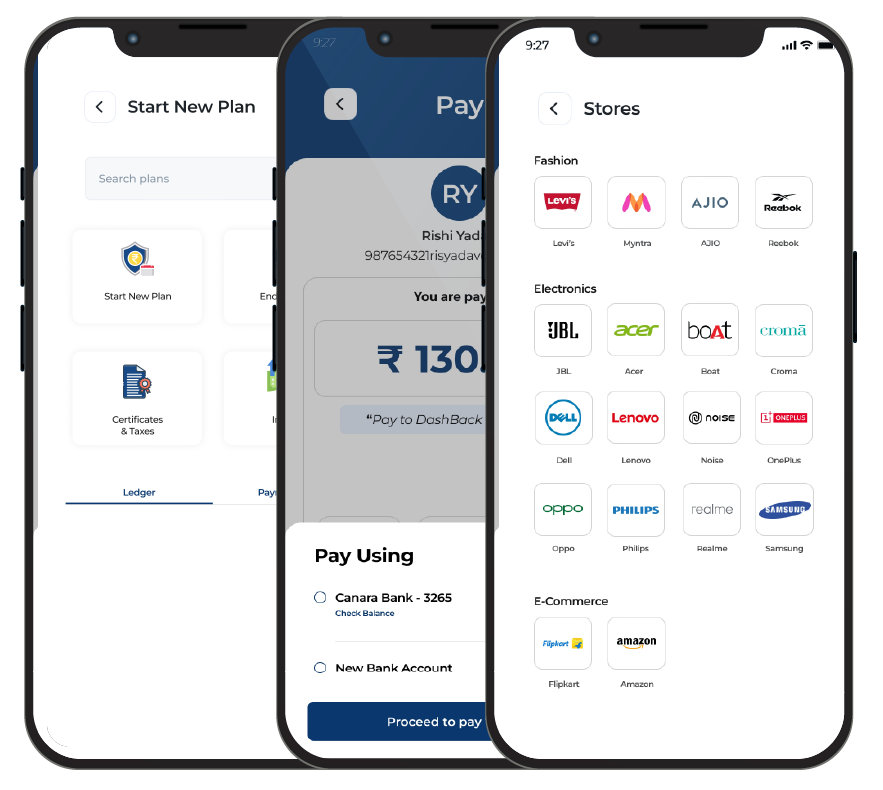 Start New Plan
Search plans
Start New Plan
End
Certificates
& Taxes
In
Ledger
Payı
9:27
Pay
RY
Rishi Yada
987654321risyadav
You are pay
₹ 130.
“Pay to DashBack
Pay Using
Canara Bank - 3265
Check Balance
New Bank Account
Proceed to pay
9:27
Stores
Fashion
LEVI'S
AJIO
Reebok
Levi's
Myntra
AJIO
Reebok
Electronics
JBL
acer
boAt
cromā
JBL
Acer
Boat
Croma
DELL
Lenovo
noise
1+ ONEPLUS
Dell
Lenovo
Noise
OnePlus
oppo
PHILIPS
realme
SAMSUNG
Oppo
Philips
Realme
Samsung
E-Commerce
Flipkart
amazon
Flipkart
Amazon